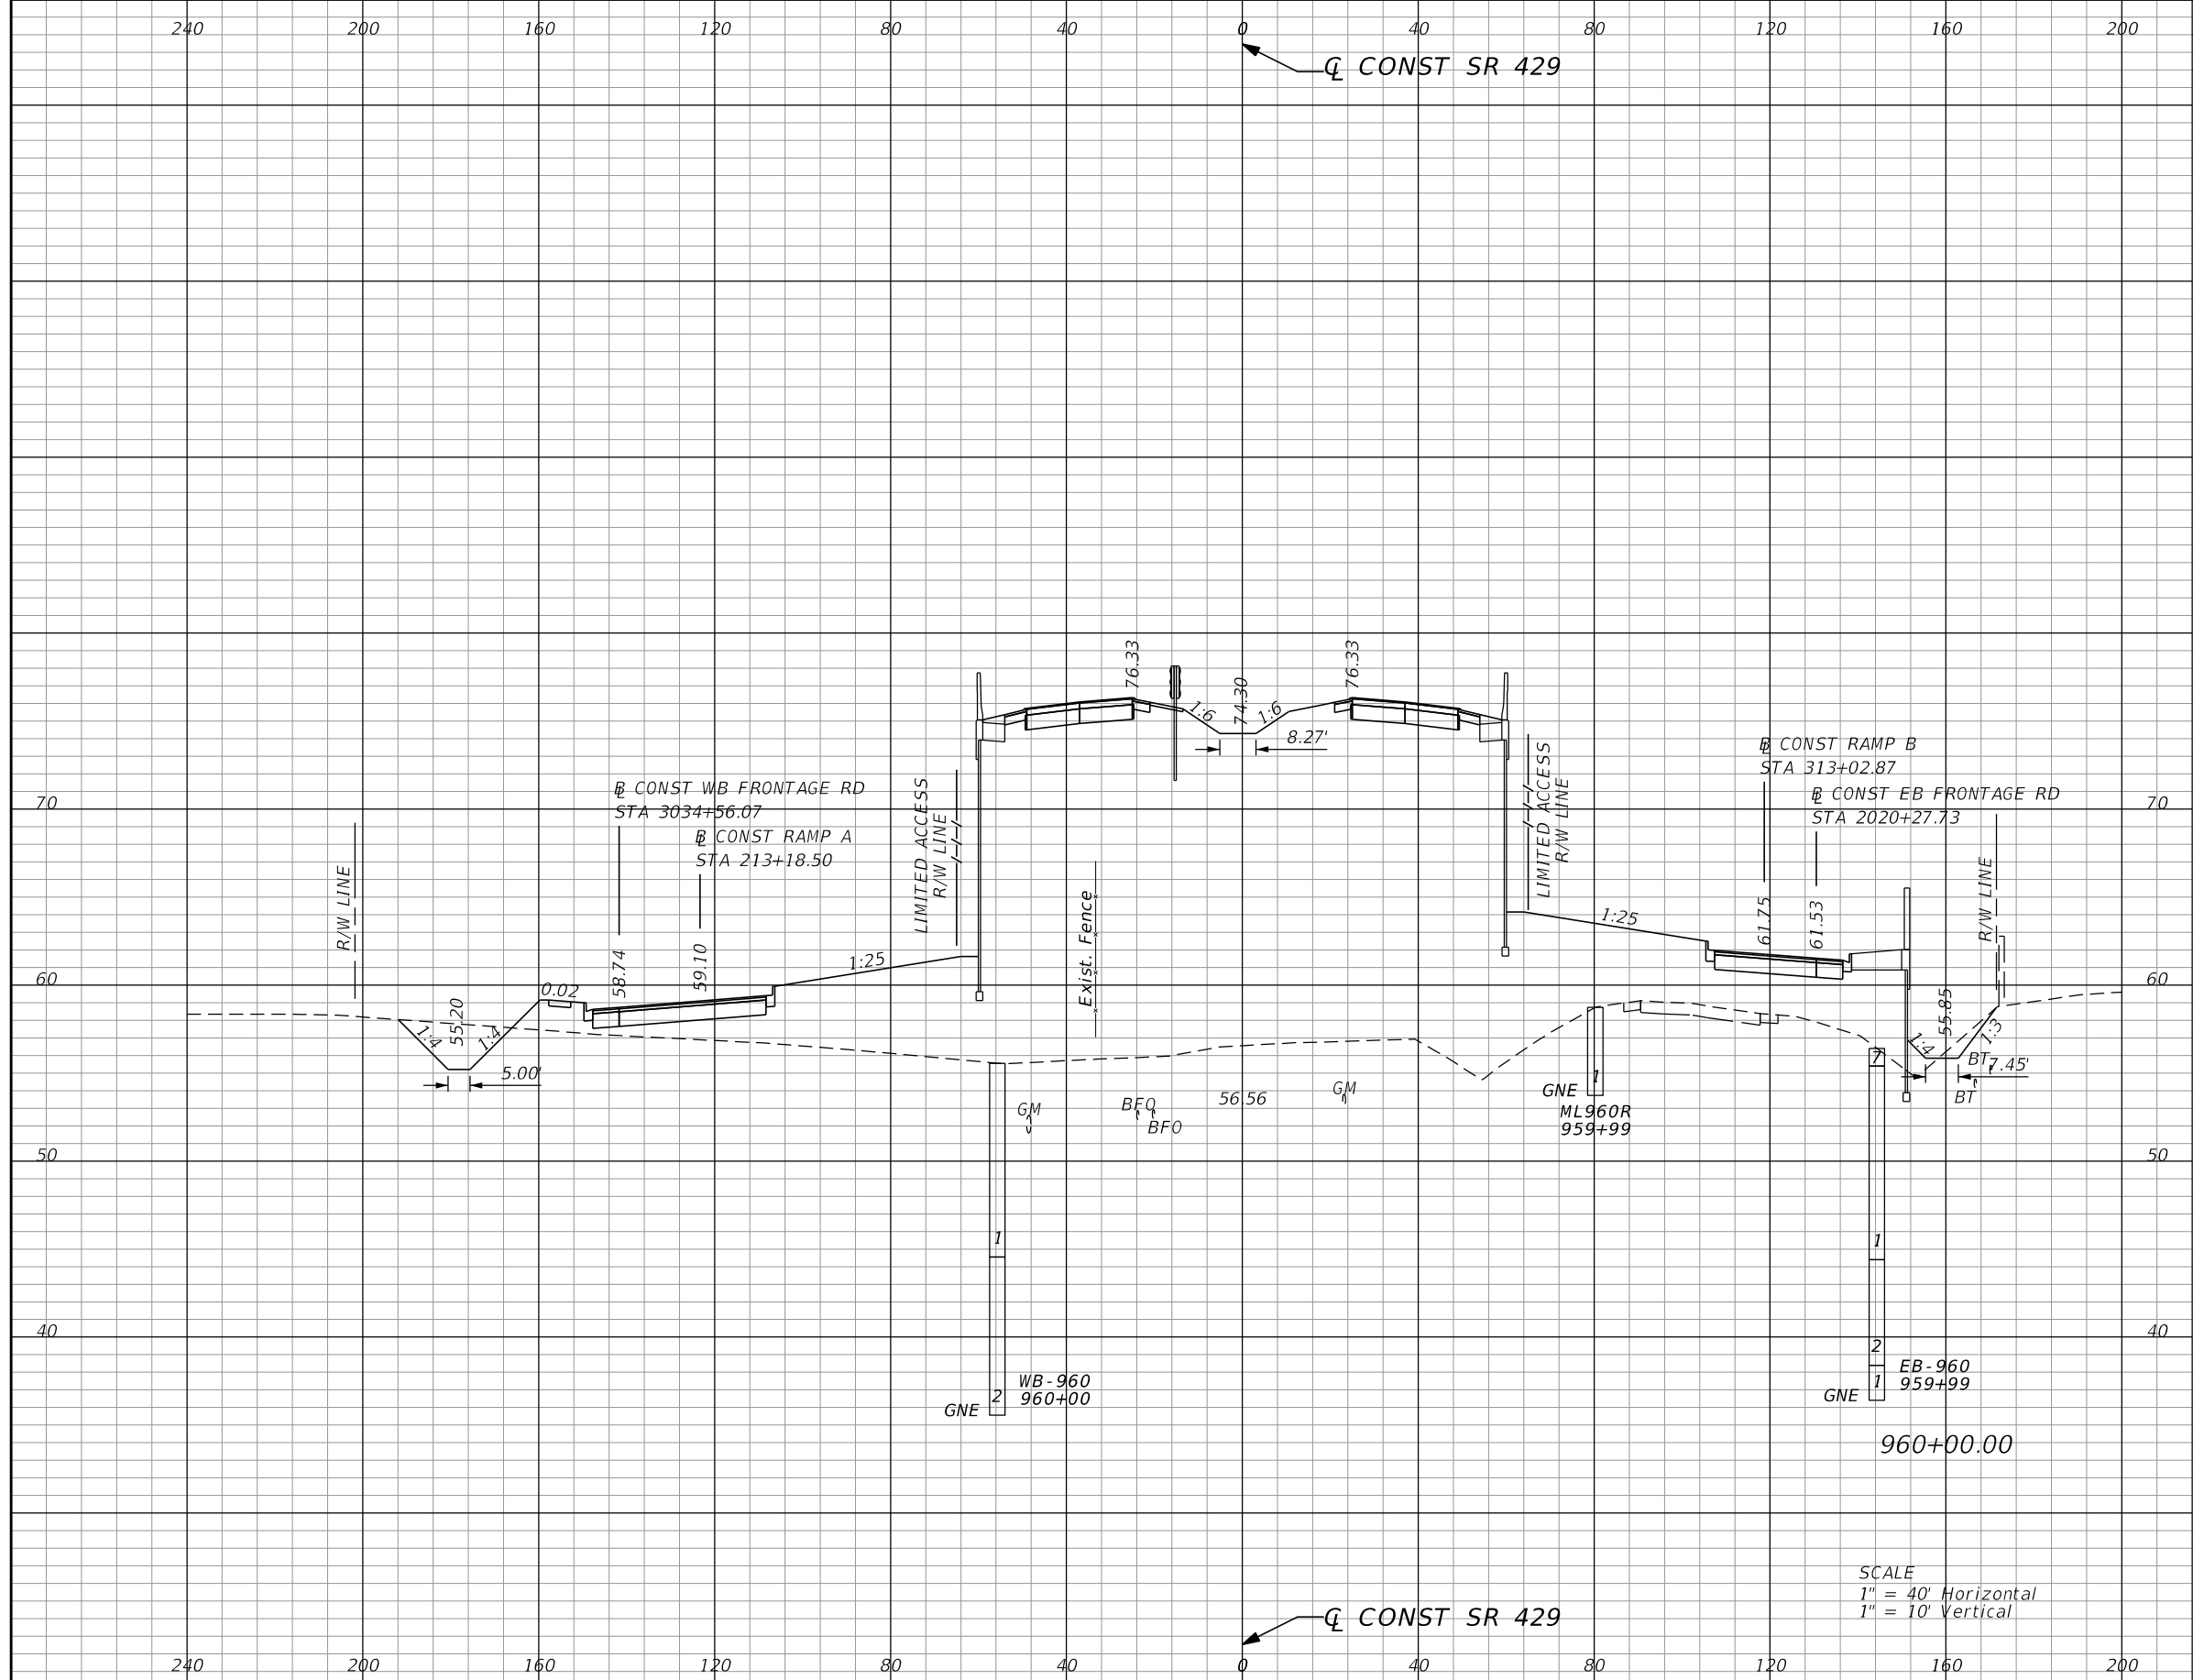 240 200 160 120 80 40 0 40 80 120 160 200
CL CONST SR 429
76.33
76.33
74.30
1:6
1:6
8.27'
BL CONST RAMP B
STA 313+02.87
BL CONST EB FRONTAGE RD
STA 2020+27.73
BL CONST WB FRONTAGE RD
STA 3034+56.07
BL CONST RAMP A
STA 213+18.50
70
70
LIMITED ACCESS
R/W LINE
LIMITED ACCESS
R/W LINE
R/W LINE
R/W LINE
Exist. Fence
58.74
59.10
1:25
1:25
61.75
61.53
60
60
0.02
55.20
1:4
1:4
5.00'
55.85
1:4
1:3
BT
7.45'
BT
7
GM
BFO
BFO
56.56
GM
GNE
1
ML960R
959+99
50
50
1
1
40
40
2
EB-960
959+99
1
GNE
WB-960
960+00
2
GNE
960+00.00
SCALE
1" = 40' Horizontal
1" = 10' Vertical
CL CONST SR 429
240 200 160 120 80 40 0 40 80 120 160 200